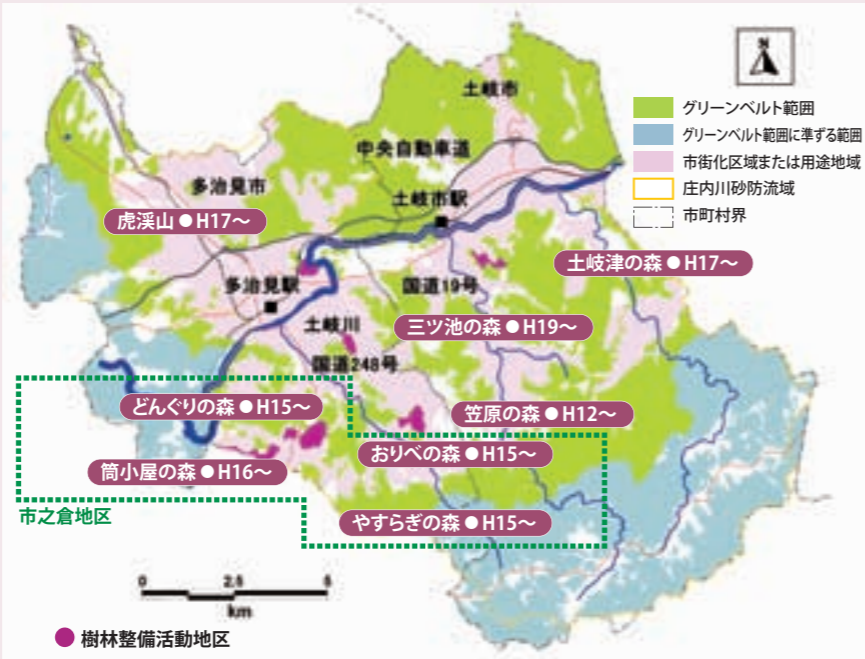 N
土岐市
グリーンベルト範囲
グリーンベルト範囲に準ずる範囲
市街化区域または用途地域
庄内川砂防流域
市町村界
中央自動車道
多治見市
土岐市駅
虎渓山●H17～
土岐津の森●H17～
国道19号
多治見駅
土岐川
三ツ池の森●H19～
国道248号
どんぐりの森●H15～
笠原の森●H12～
おりべの森●H15～
筒小屋の森●H16～
市之倉地区
やすらぎの森●H15～
0 2.5 5
km
●樹林整備活動地区